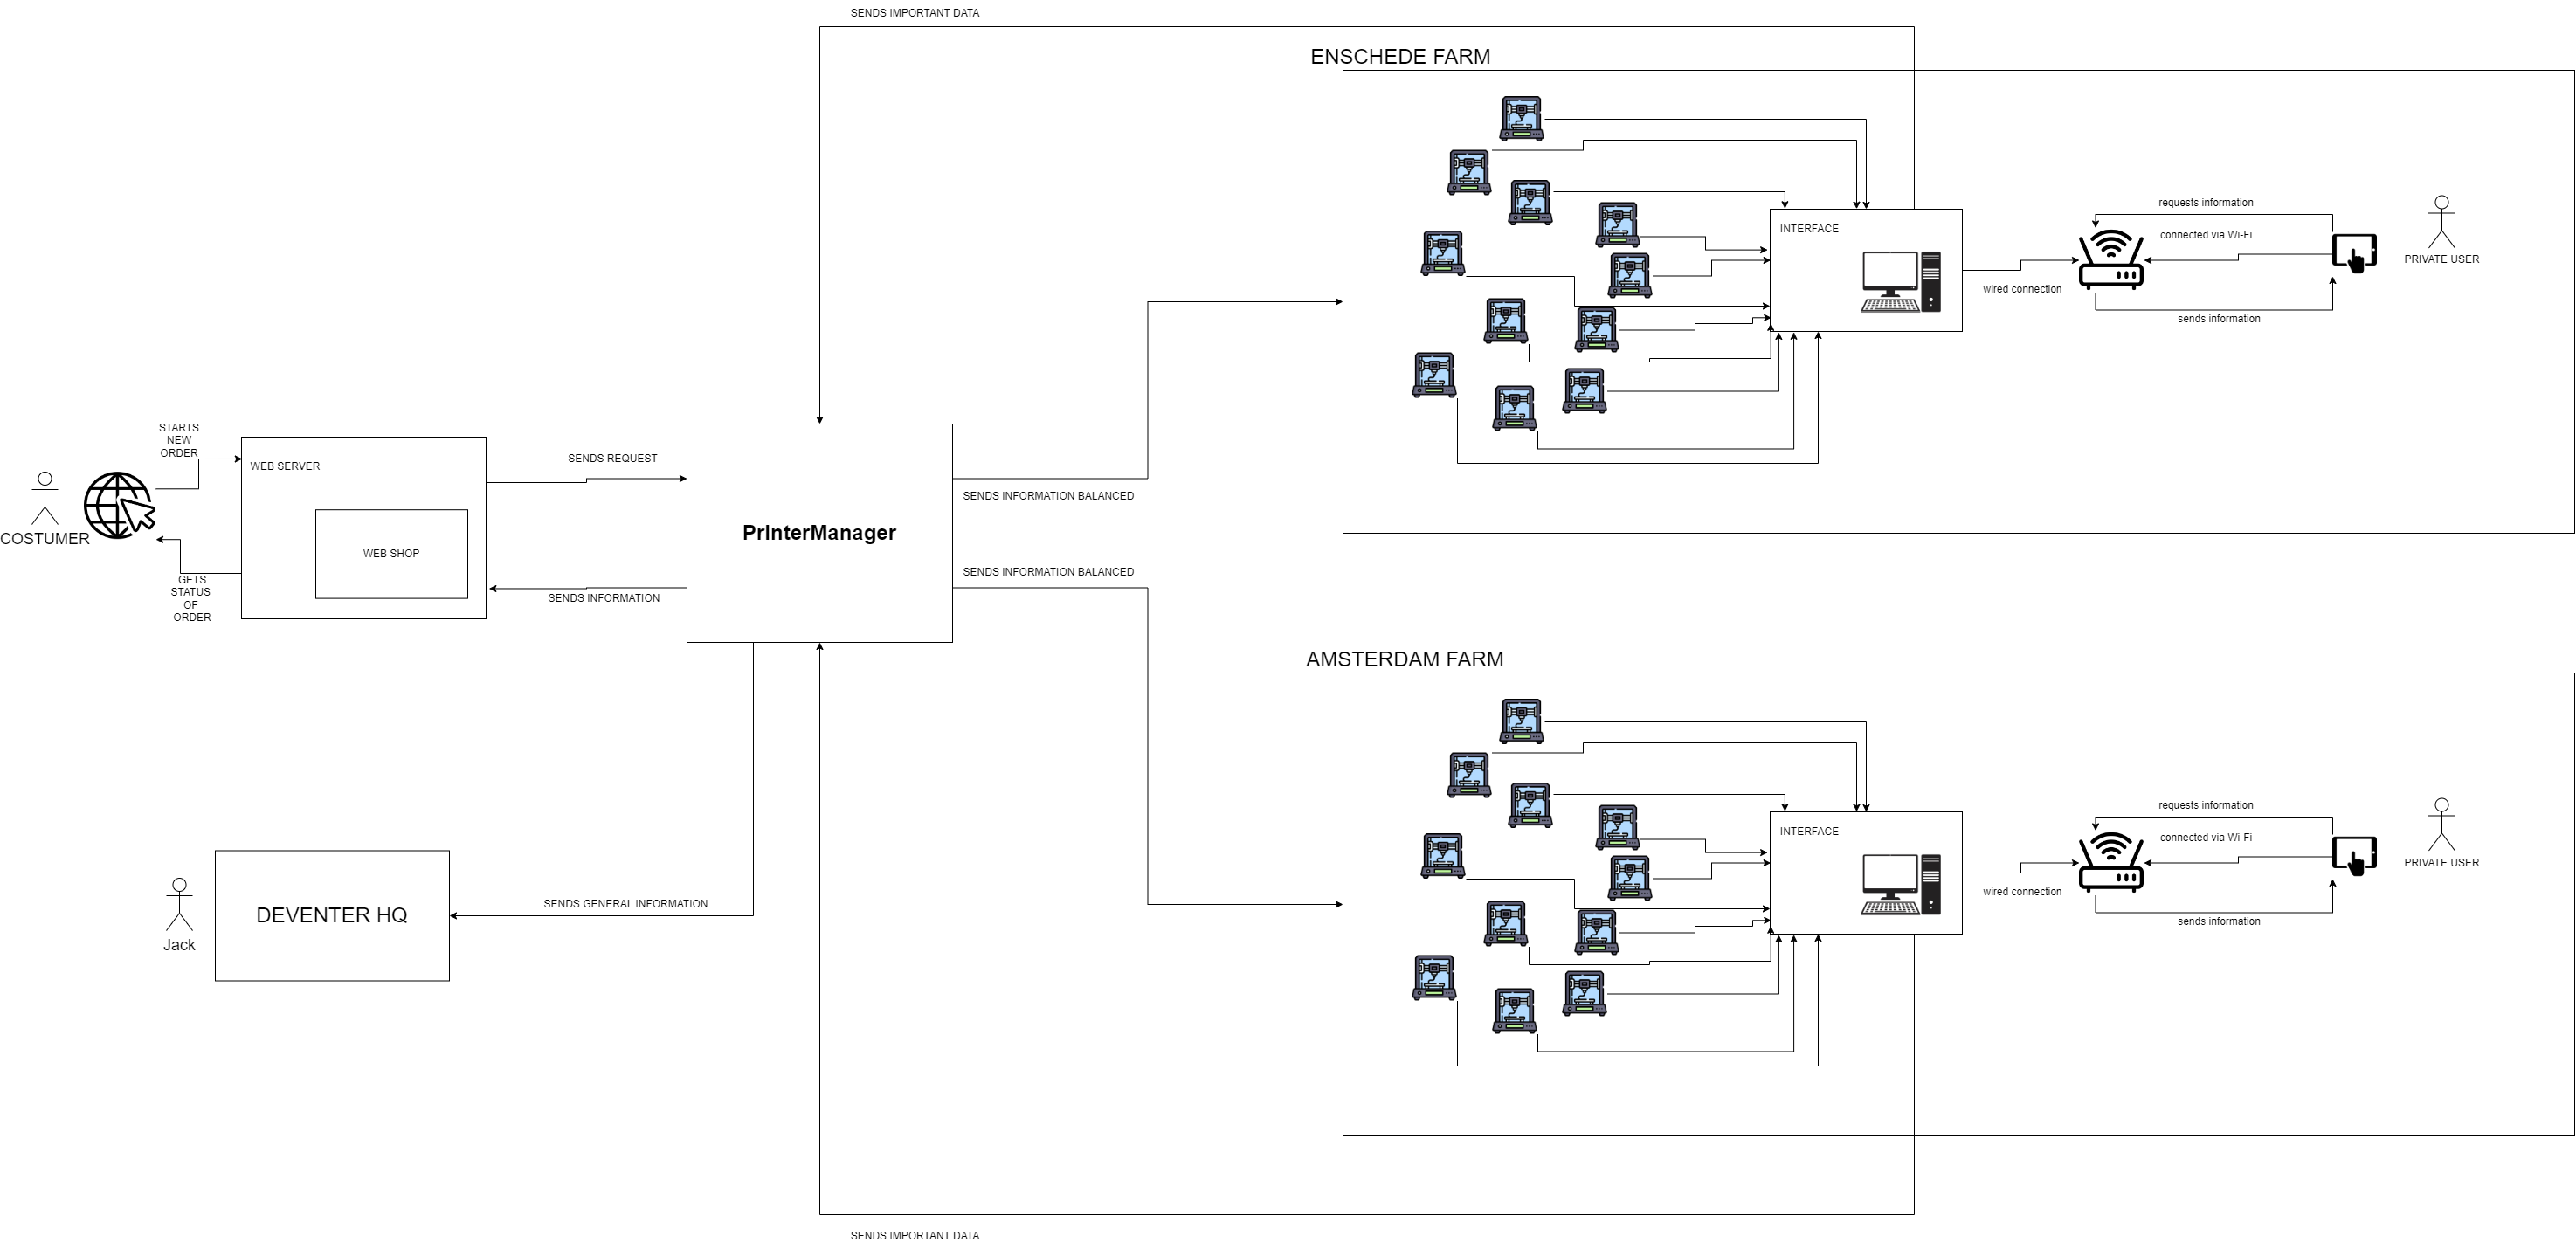 SENDS IMPORTANT DATA
ENSCHEDE FARM
INTERFACE
requests information
connected via Wi-Fi
PRIVATE USER
wired connection
sends information
STARTS
NEW
ORDER
COSTUMER
GETS
STATUS
OF
ORDER
WEB SERVER
WEB SHOP
SENDS REQUEST
SENDS INFORMATION
PrinterManager
SENDS INFORMATION BALANCED
SENDS INFORMATION BALANCED
AMSTERDAM FARM
INTERFACE
requests information
connected via Wi-Fi
PRIVATE USER
wired connection
sends information
Jack
DEVENTER HQ
SENDS GENERAL INFORMATION
SENDS IMPORTANT DATA